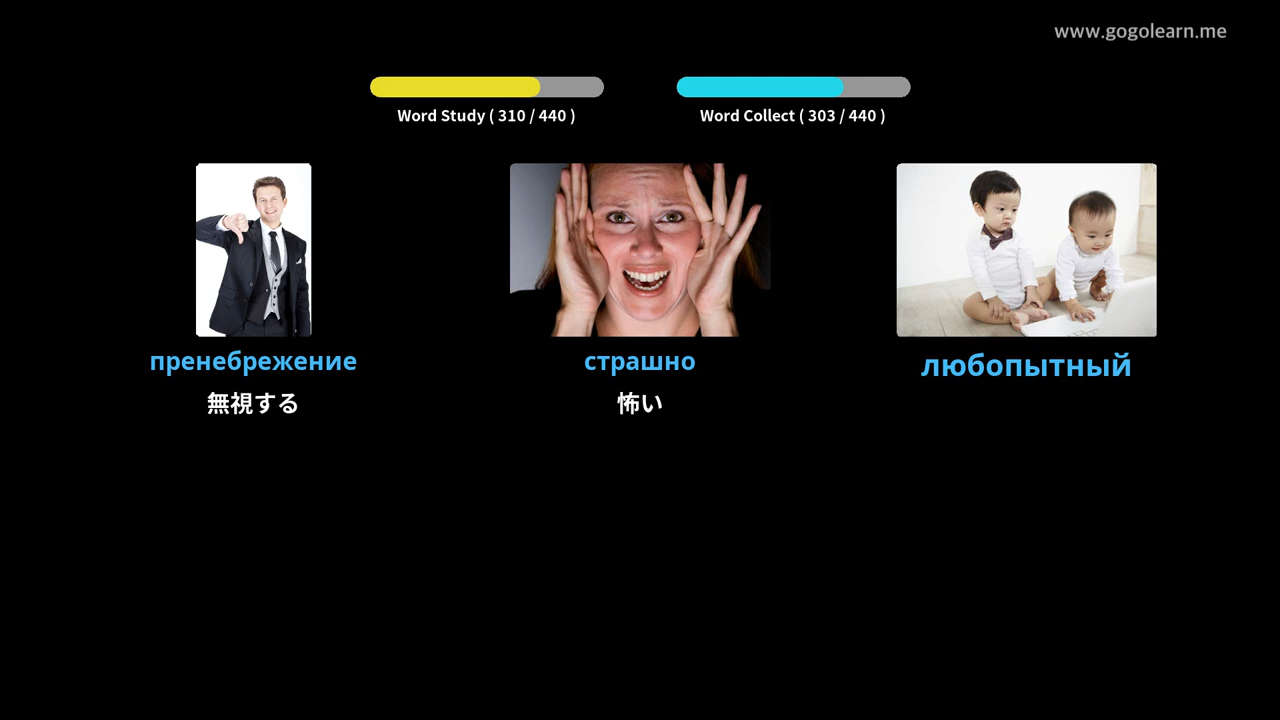 www.gogolearn.me
Word Study ( 310 / 440 )
Word Collect ( 303 / 440 )
пренебрежение
無視する
страшно
怖い
любопытный